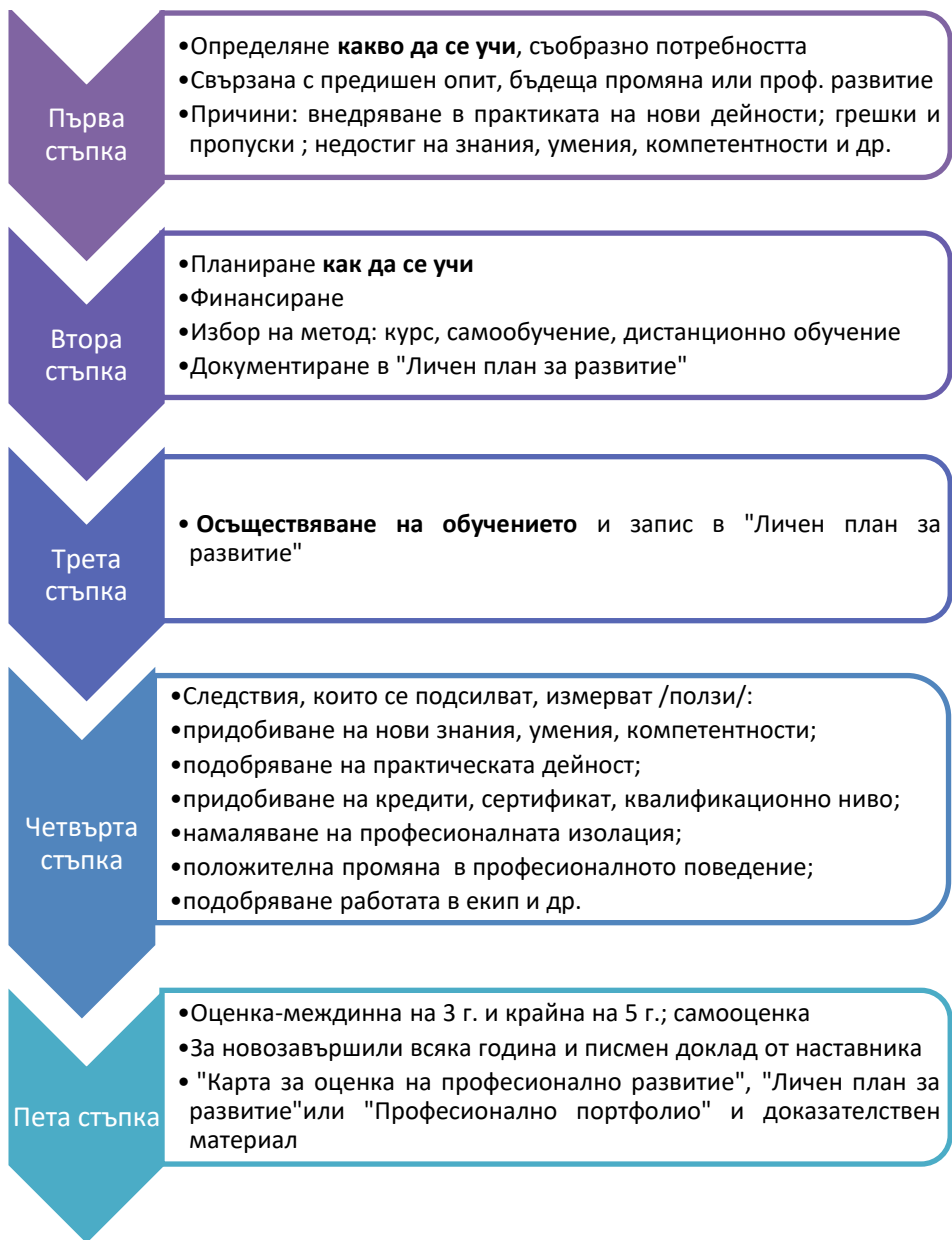 Първа
стъпка
•Определяне какво да се учи, съобразно потребността
•Свързана с предишен опит, бъдеща промяна или проф. развитие
•Причини: внедряване в практиката на нови дейности; грешки и
пропуски ; недостиг на знания, умения, компетентности и др.
Втора
стъпка
•Планиране как да се учи
•Финансиране
•Избор на метод: курс, самообучение, дистанционно обучение
•Документиране в "Личен план за развитие"
Трета
стъпка
• Осъществяване на обучението и запис в "Личен план за
развитие"
Четвърта
стъпка
•Следствия, които се подсилват, измерват /ползи/:
•придобиване на нови знания, умения, компетентности;
•подобряване на практическата дейност;
•придобиване на кредити, сертификат, квалификационно ниво;
•намаляване на професионалната изолация;
•положителна промяна в професионалното поведение;
•подобряване работата в екип и др.
Пета стъпка
•Оценка-междинна на 3 г. и крайна на 5 г.; самооценка
•За новозавършили всяка година и писмен доклад от наставника
• "Карта за оценка на професионално развитие", "Личен план за
развитие"или "Професионално портфолио" и доказателствен
материал